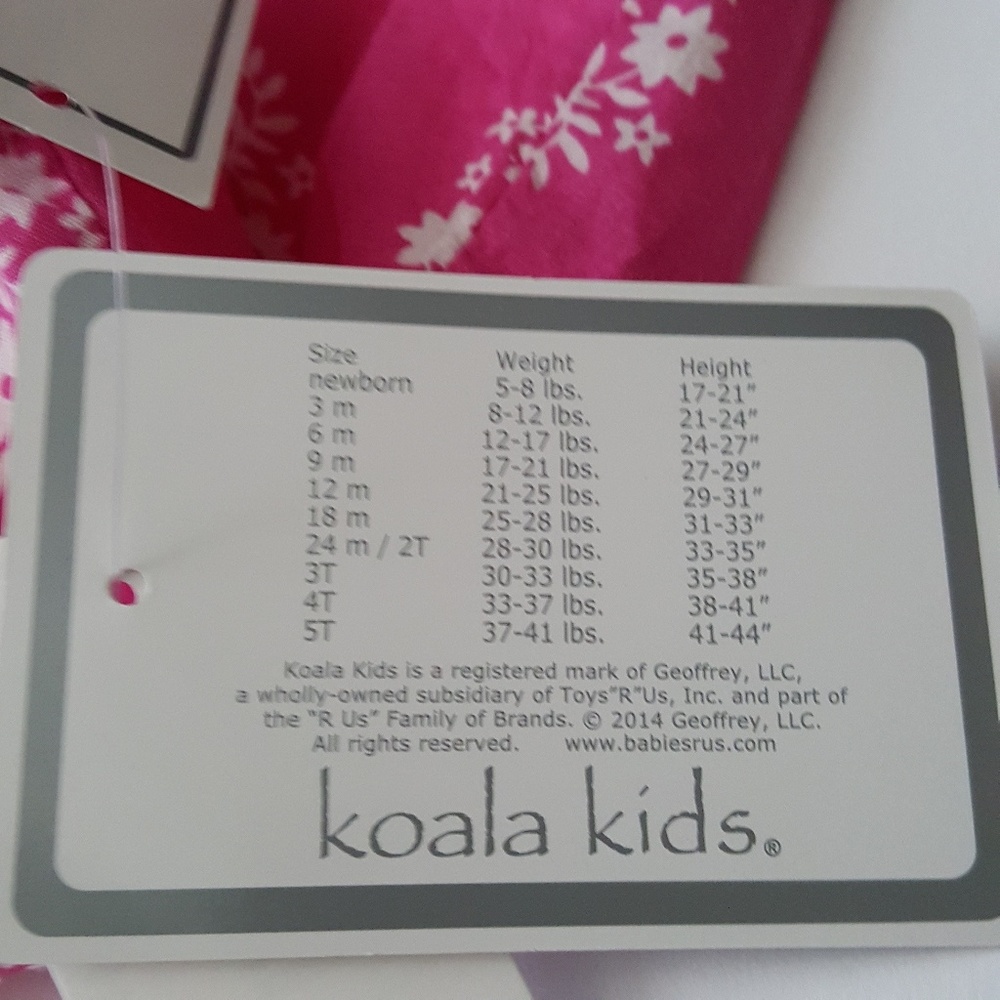 Size Weight Height
newborn 5-8 lbs. 17-21"
3 m 8-12 lbs. 21-24"
6 m 12-17 lbs. 24-27"
9 m 17-21 lbs. 27-29"
12 m 21-25 lbs. 29-31"
18 m 25-28 lbs. 31-33"
24 m / 2T 28-30 lbs. 33-35"
3T 30-33 lbs. 35-38"
4T 33-37 lbs. 38-41"
5T 37-41 lbs. 41-44"
Koala Kids is a registered mark of Geoffrey, LLC,
a wholly-owned subsidiary of Toys"R"Us, Inc. and part of
the "R Us" Family of Brands. © 2014 Geoffrey, LLC.
All rights reserved. www.babiesrus.com
koala kids®